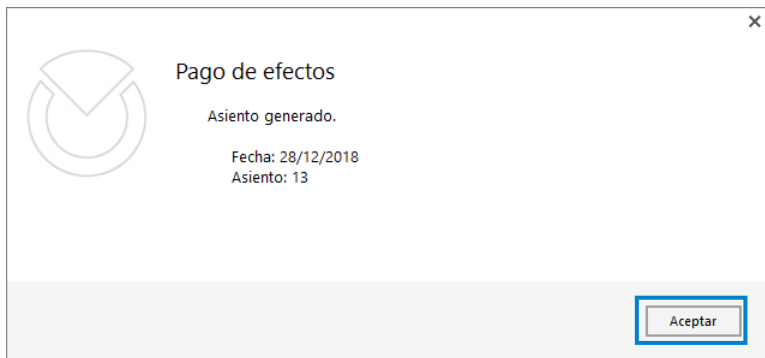 Pago de efectos
Asiento generado.
Fecha: 28/12/2018
Asiento: 13
Aceptar